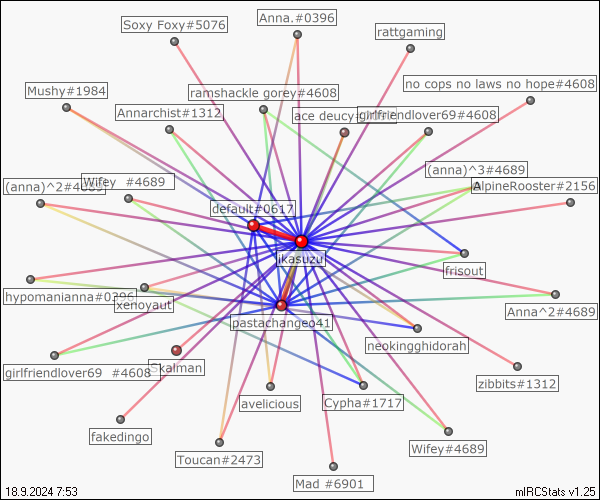 Anna.#0396
Soxy Foxy#5076
rattgaming
no cops no laws no hope#4608
Mushy#1984
ramshackle gorey#4608
Annarchist#1312
ace deucy
girlfriendlover69#4608
(anna)^3#4689
(anna)^2#4689
Wifey #4689
AlpineRooster#2156
default#0617
ikasuzu
frisout
hypomanianna#0396
xenoyaut
Anna^2#4689
pastachangeo41
neokingghidorah
girlfriendlover69 #4608
Skalman
zibbits#1312
avelicious
Cypha#1717
fakedingo
Wifey#4689
Toucan#2473
Mad #6901
18.9.2024 7:53
mIRCStats v1.25